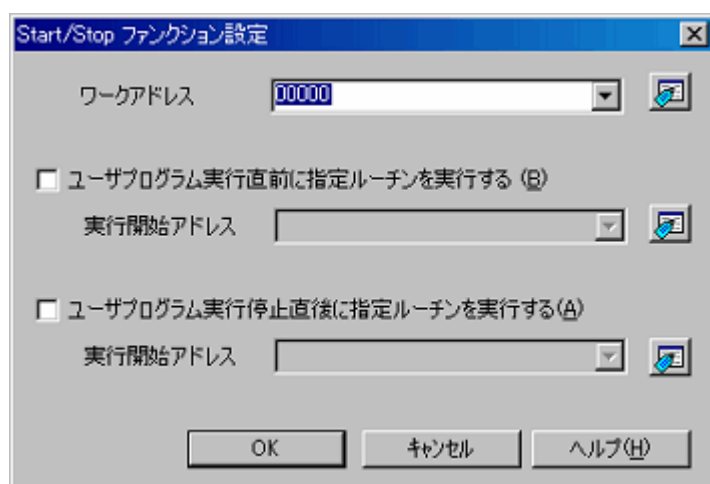 Start/Stop ファンクション設定
ワークアドレス 00000
ユーザプログラム実行直前に指定ルーチンを実行する (B)
実行開始アドレス
ユーザプログラム実行停止直後に指定ルーチンを実行する(A)
実行開始アドレス
OK キャンセル ヘルプ(H)